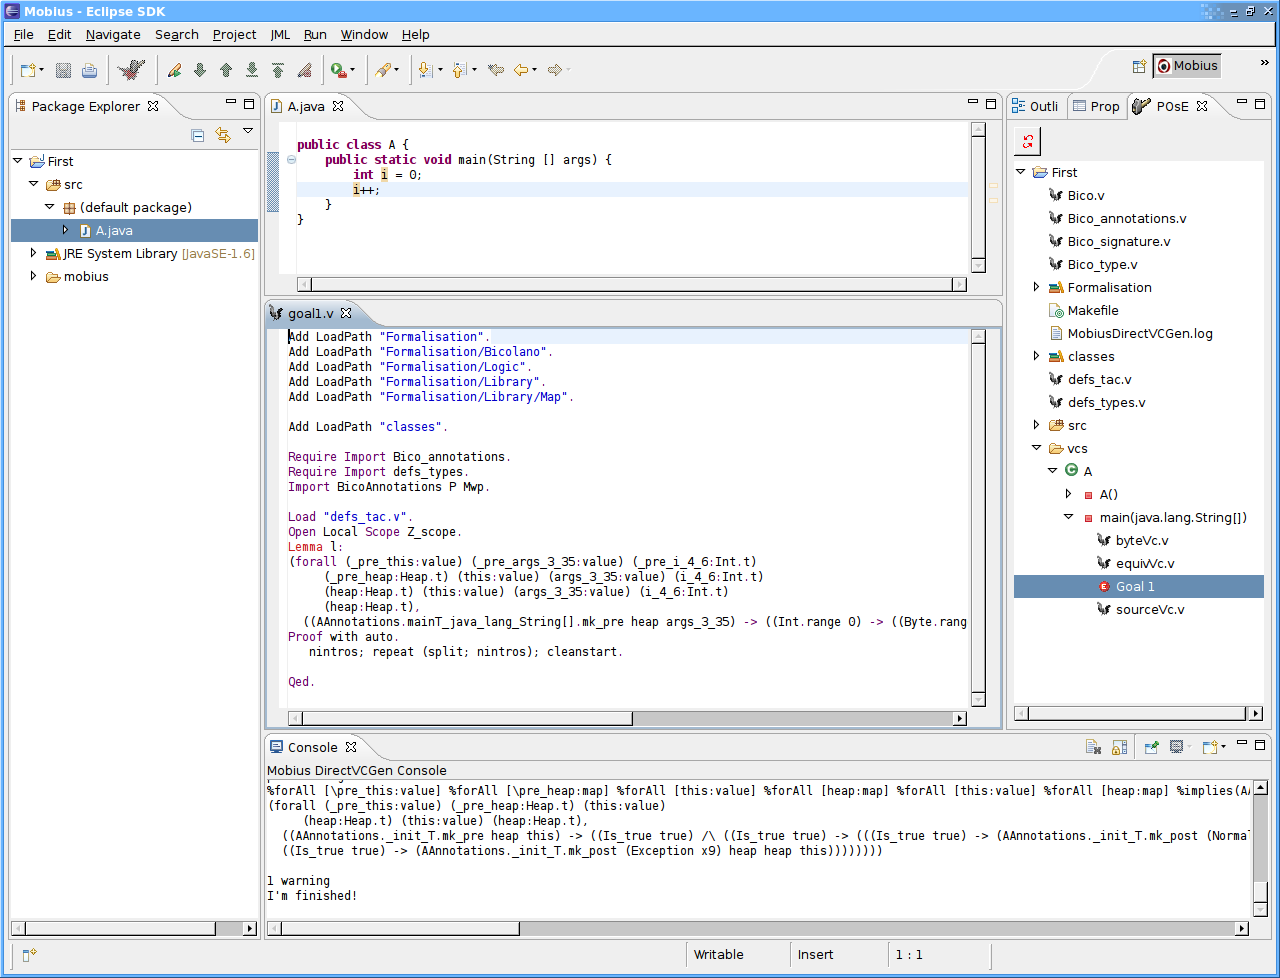 Mobius - Eclipse SDK
File Edit Navigate Search Project JML Run Window Help
Mobius
»
Package Explorer
First
src
(default package)
A.java
JRE System Library [JavaSE-1.6]
mobius
A.java
public class A {
    public static void main(String [] args) {
        int i = 0;
        i++;
    }
}
goal1.v
Add LoadPath "Formalisation".
Add LoadPath "Formalisation/Bicolano".
Add LoadPath "Formalisation/Logic".
Add LoadPath "Formalisation/Library".
Add LoadPath "Formalisation/Library/Map".
Add LoadPath "classes".
Require Import Bico_annotations.
Require Import defs_types.
Import BicoAnnotations P Mwp.
Load "defs_tac.v".
Open Local Scope Z_scope.
Lemma l:
(forall (_pre_this:value) (_pre_args_3_35:value) (_pre_i_4_6:Int.t)
     (_pre_heap:Heap.t) (this:value) (args_3_35:value) (i_4_6:Int.t)
     (heap:Heap.t) (this:value) (args_3_35:value) (i_4_6:Int.t)
     (heap:Heap.t),
  ((AAnnotations.mainT_java_lang_String[].mk_pre heap args_3_35) -> ((Int.range 0) -> ((Byte.rang
Proof with auto.
   nintros; repeat (split; nintros); cleanstart.
Qed.
Outli Prop POsE
First
Bico.v
Bico_annotations.v
Bico_signature.v
Bico_type.v
Formalisation
Makefile
MobiusDirectVCGen.log
classes
defs_tac.v
defs_types.v
src
vcs
A
A()
main(java.lang.String[])
byteVc.v
equivVc.v
Goal 1
sourceVc.v
Console
Mobius DirectVCGen Console
%forAll [\_pre_this:value] %forAll [\pre_heap:map] %forAll [this:value] %forAll [heap:map] %forAll [this:value] %forAll [heap:map] %implies(A
(forall (_pre_this:value) (_pre_heap:Heap.t) (this:value)
     (heap:Heap.t) (this:value) (heap:Heap.t),
  ((AAnnotations._init_T.mk_pre heap this) -> ((Is_true true) /\ ((Is_true true) -> (((Is_true true) -> (AAnnotations._init_T.mk_post (Norma
  ((Is_true true) -> (AAnnotations._init_T.mk_post (Exception x9) heap heap this))))))))
1 warning
I'm finished!
Writable Insert 1 : 1